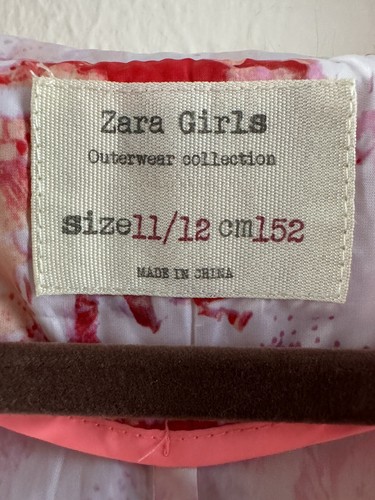 Zara Girls
Outerwear collection
size11/12 cm152
MADE IN CHINA